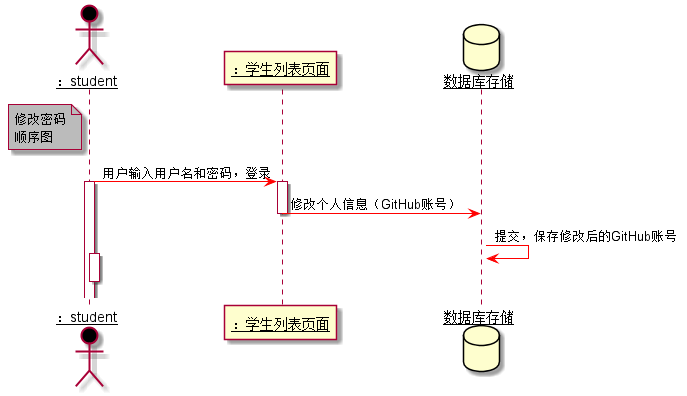 ：student
：学生列表页面
数据库存储
修改密码
顺序图
用户输入用户名和密码，登录
修改个人信息（GitHub账号）
提交，保存修改后的GitHub账号
：student
：学生列表页面
数据库存储